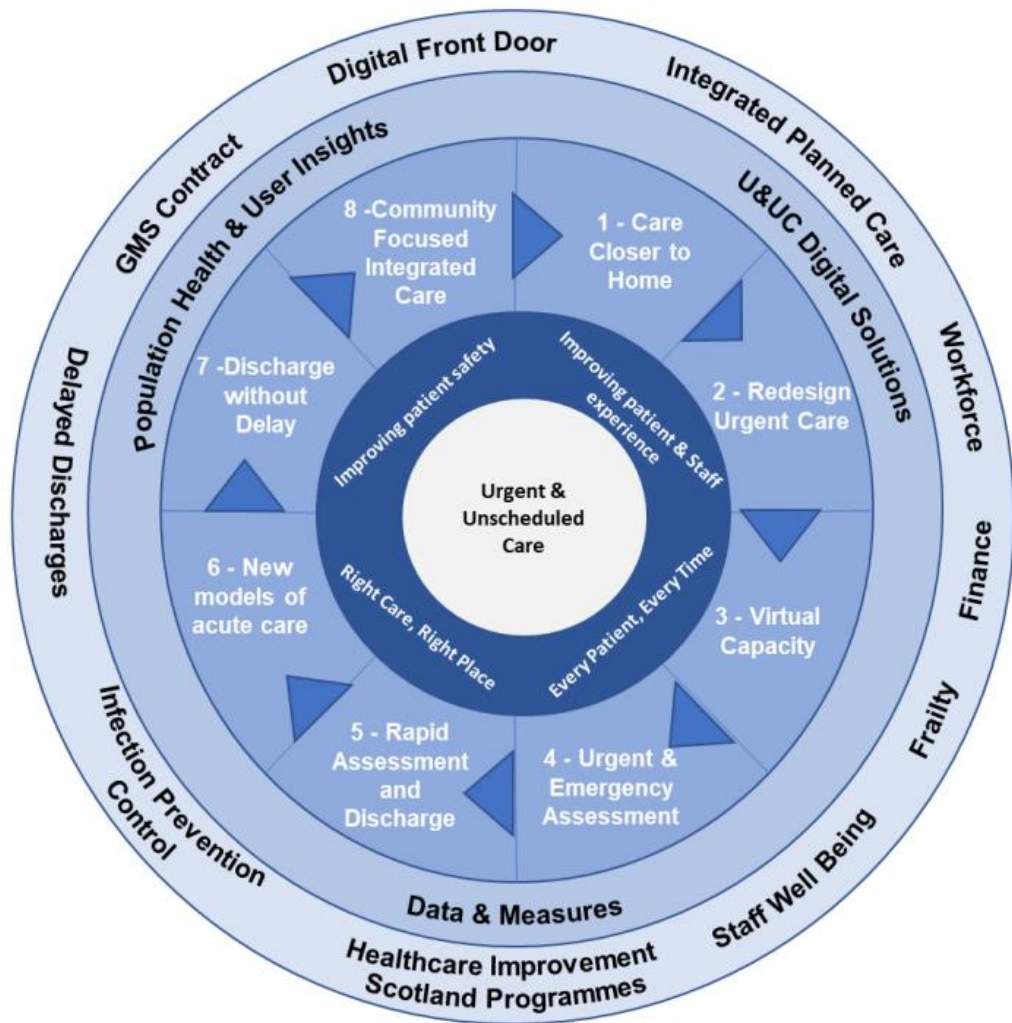 Digital Front Door
Integrated Planned Care
Workforce
Finance
Frailty
Staff Well Being
Healthcare Improvement
Scotland Programmes
Infection Prevention
Control
Delayed Discharges
GMS Contract
Population Health & User Insights
U&UC Digital Solutions
Data & Measures
1 - Care
Closer to
Home
2 - Redesign
Urgent Care
3 - Virtual
Capacity
4 - Urgent &
Emergency
Assessment
5 - Rapid
Assessment
and
Discharge
6 - New
models of
acute care
7 -Discharge
without
Delay
8 -Community
Focused
Integrated
Care
Improving patient safety
Improving patient & Staff
experience
Every Patient, Every Time
Right Care, Right Place
Urgent &
Unscheduled
Care